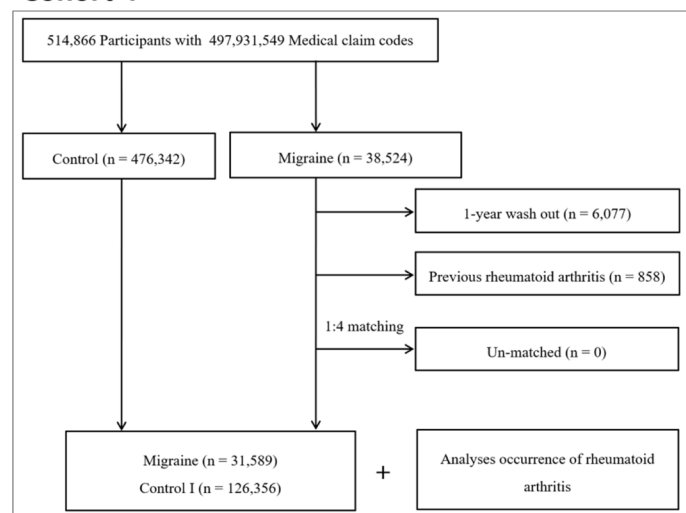 514,866 Participants with 497,931,549 Medical claim codes
Control (n = 476,342)
Migraine (n = 38,524)
1-year wash out (n = 6,077)
Previous rheumatoid arthritis (n = 858)
1:4 matching
Un-matched (n = 0)
Migraine (n = 31,589)
Control I (n = 126,356)
+
Analyses occurrence of rheumatoid
arthritis